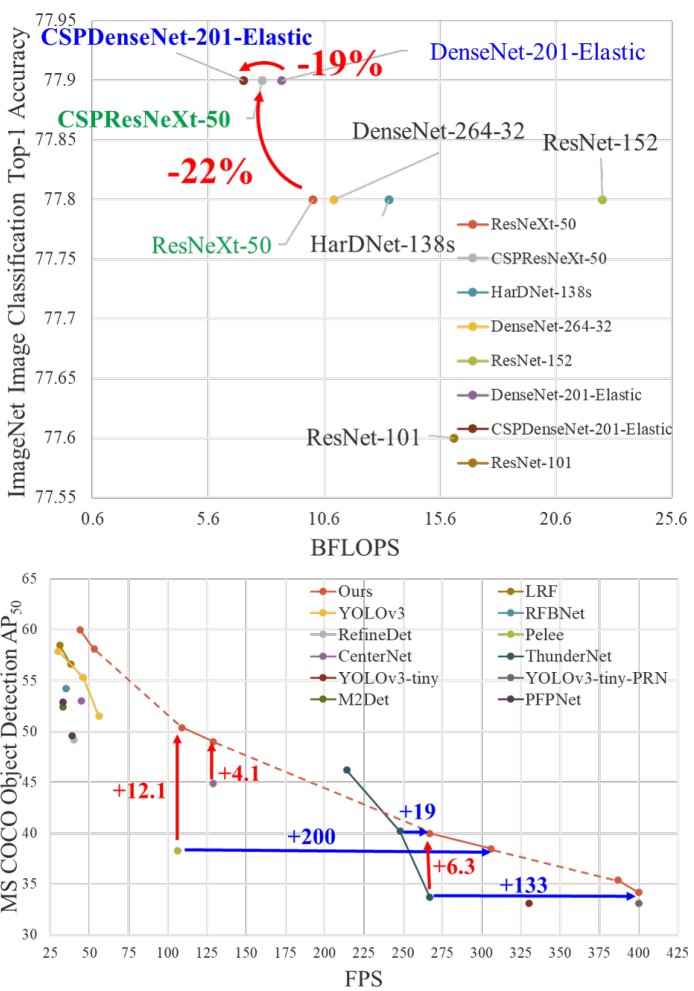 77.95
CSPDenseNet-201-Elastic
DenseNet-201-Elastic
-19%
77.9
CSPResNeXt-50
77.85
DenseNet-264-32
ResNet-152
-22%
77.8
ResNeXt-50
HarDNet-138s
77.75
77.7
77.65
ResNet-101
77.6
77.55
ImageNet Image Classification Top-1 Accuracy
ResNeXt-50
CSPResNeXt-50
HarDNet-138s
DenseNet-264-32
ResNet-152
DenseNet-201-Elastic
CSPDenseNet-201-Elastic
ResNet-101
0.6 5.6 10.6 15.6 20.6 25.6
BFLOPS
65
60
55
50
45
40
35
30
MS COCO Object Detection AP50
Ours LRF
YOLOv3 RFBNet
RefineDet Pelee
CenterNet ThunderNet
YOLOv3-tiny YOLOv3-tiny-PRN
M2Det PFPNet
+12.1
+4.1
+19
+200
+6.3
+133
25 50 75 100 125 150 175 200 225 250 275 300 325 350 375 400 425
FPS